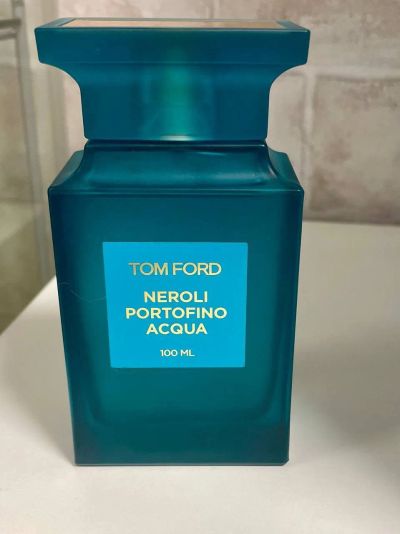 TOM FORD
NEROLI
PORTOFINO
ACQUA
100 ML